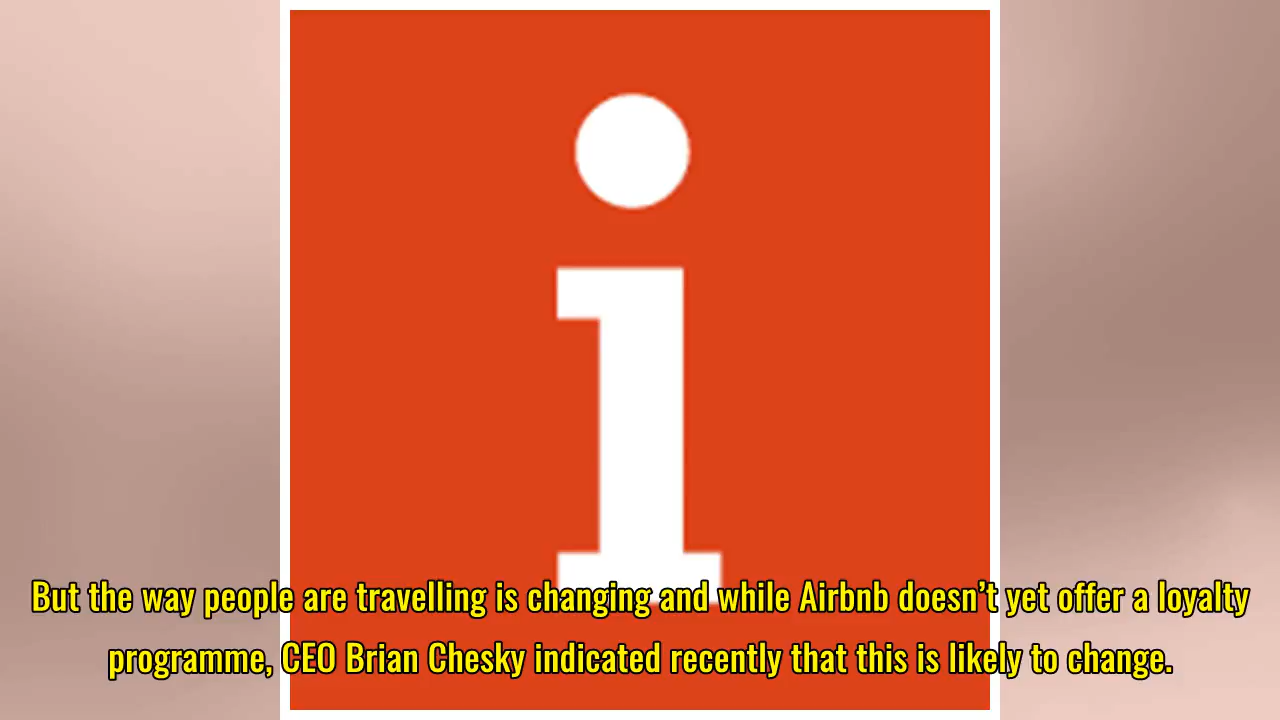 i
But the way people are travelling is changing and while Airbnb doesn’t yet offer a loyalty
programme, CEO Brian Chesky indicated recently that this is likely to change.